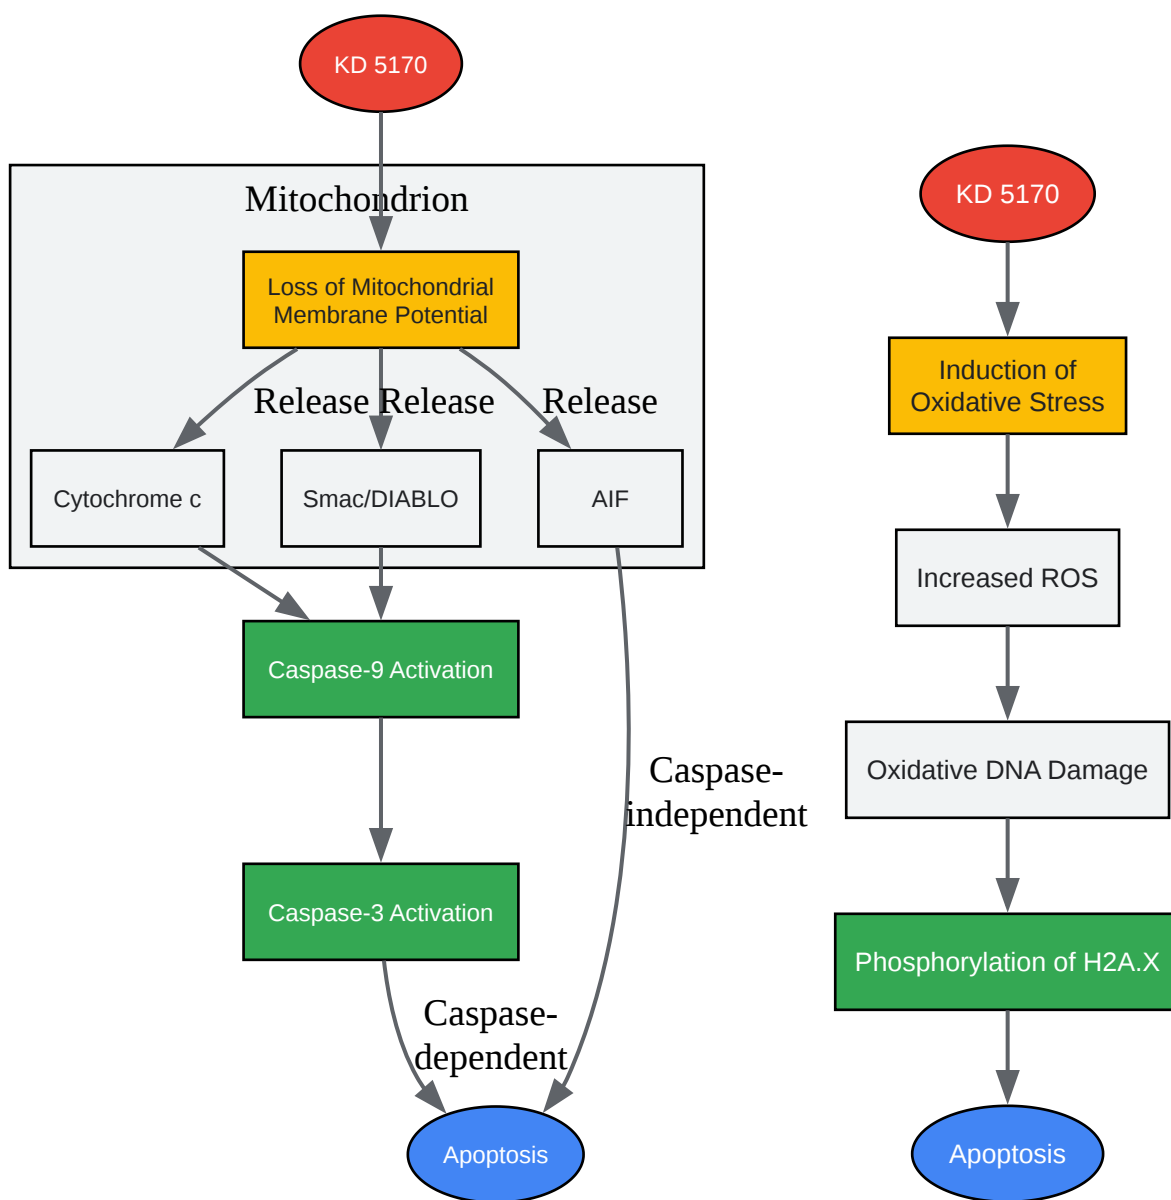 KD 5170
Mitochondrion
Loss of Mitochondrial
Membrane Potential
Release
Release
Release
Cytochrome c
Smac/DIABLO
AIF
Caspase-9 Activation
Caspase-
independent
Caspase-3 Activation
Caspase-
dependent
Apoptosis
KD 5170
Induction of
Oxidative Stress
Increased ROS
Oxidative DNA Damage
Phosphorylation of H2A.X
Apoptosis